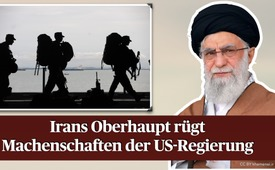 Irans Oberhaupt rügt
Machenschaften der US-Regierung